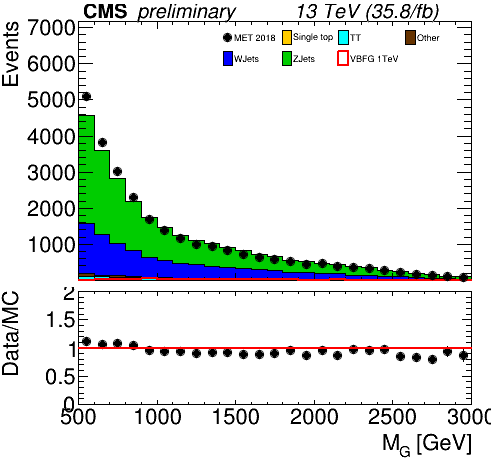 CMS preliminary 13 TeV (35.8/fb)
Events
7000
6000
5000
4000
3000
2000
1000
MET 2018 Single top TT Other
WJets ZJets VBFG 1TeV
Data/MC
2
1.5
1
0.5
0
500 1000 1500 2000 2500 3000
M_G [GeV]